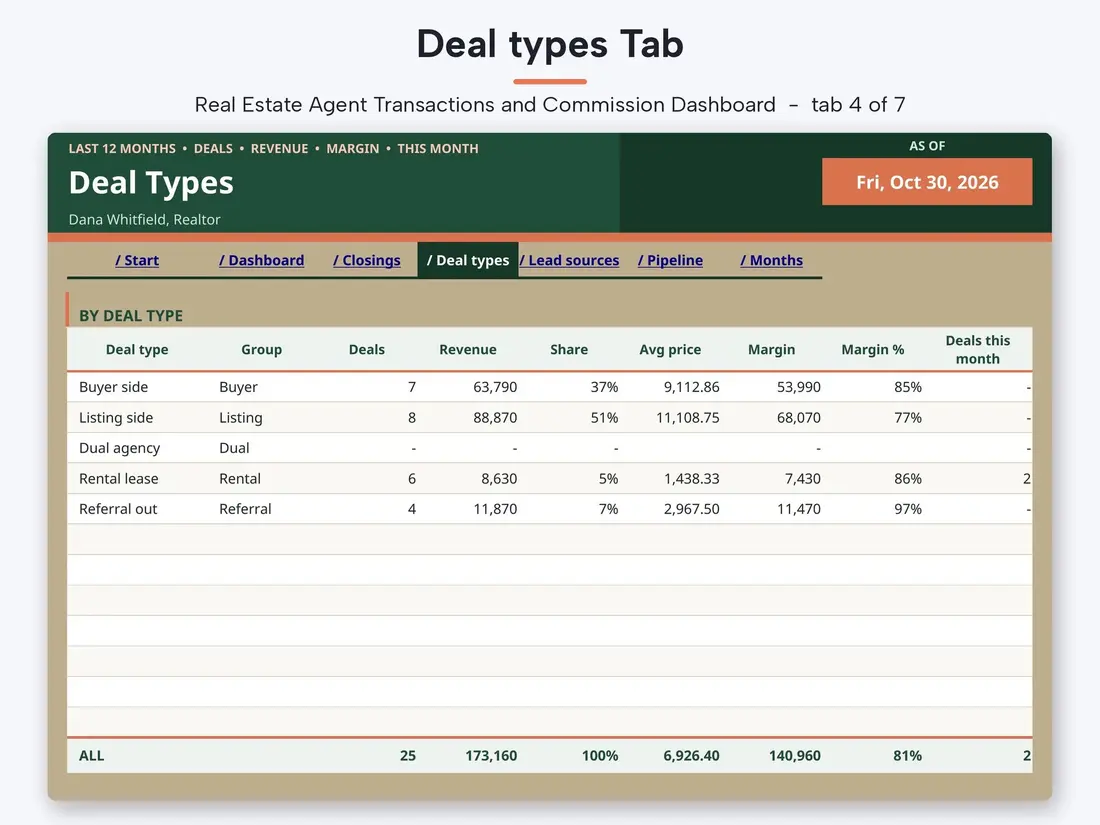 Deal types Tab
Real Estate Agent Transactions and Commission Dashboard - tab 4 of 7
LAST 12 MONTHS • DEALS • REVENUE • MARGIN • THIS MONTH
AS OF
Deal Types
Fri, Oct 30, 2026
Dana Whitfield, Realtor
/ Start / Dashboard / Closings / Deal types / Lead sources / Pipeline / Months
BY DEAL TYPE
Deal type Group Deals Revenue Share Avg price Margin Margin % Deals this month
Buyer side Buyer 7 63,790 37% 9,112.86 53,990 85% -
Listing side Listing 8 88,870 51% 11,108.75 68,070 77% -
Dual agency Dual - - - - -
Rental lease Rental 6 8,630 5% 1,438.33 7,430 86% 2
Referral out Referral 4 11,870 7% 2,967.50 11,470 97% -
ALL 25 173,160 100% 6,926.40 140,960 81% 2